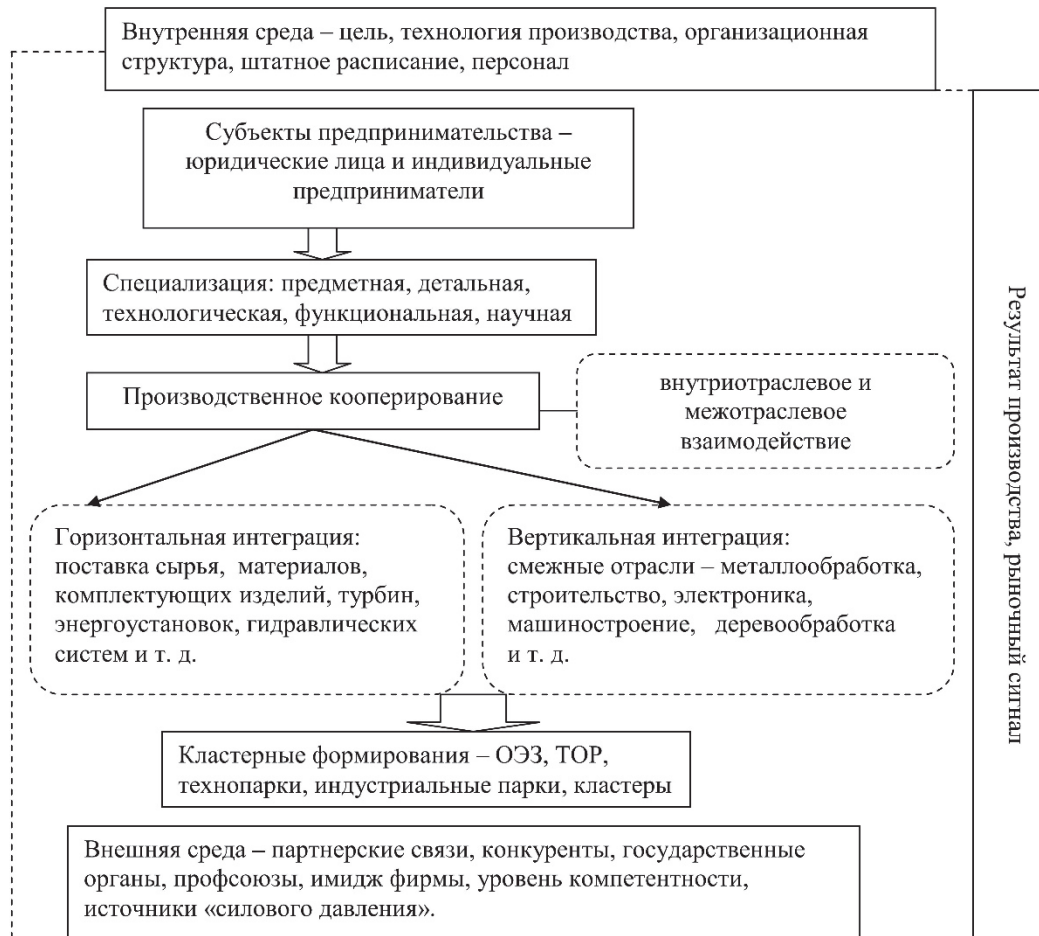 Внутренняя среда – цель, технология производства, организационная
структура, штатное расписание, персонал
Субъекты предпринимательства –
юридические лица и индивидуальные
предприниматели
Специализация: предметная, детальная,
технологическая, функциональная, научная
Производственное кооперирование
внутриотраслевое и
межотраслевое
взаимодействие
Горизонтальная интеграция:
поставка сырья, материалов,
комплектующих изделий, турбин,
энергоустановок, гидравлических
систем и т. д.
Вертикальная интеграция:
смежные отрасли – металлообработка,
строительство, электроника,
машиностроение, деревообработка
и т. д.
Кластерные формирования – ОЭЗ, ТОР,
технопарки, индустриальные парки, кластеры
Внешняя среда – партнерские связи, конкуренты, государственные
органы, профсоюзы, имидж фирмы, уровень компетентности,
источники «силового давления».
Результат производства, рыночный сигнал